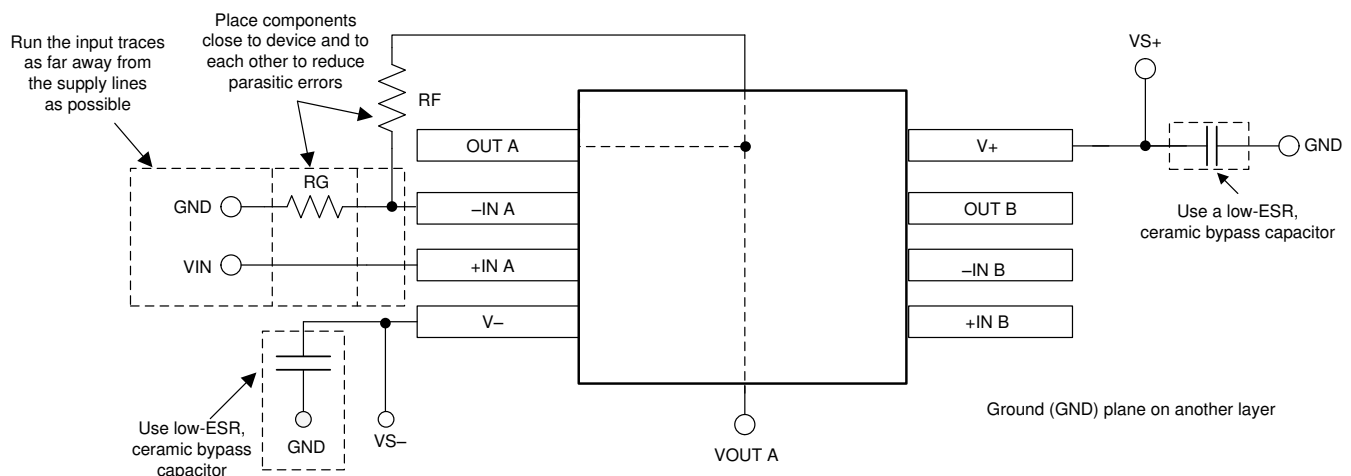 Place components
close to device and to
each other to reduce
parasitic errors
Run the input traces
as far away from
the supply lines
as possible
VS+
RF
OUT A
V+
GND
RG
GND
–IN A
OUT B
Use a low-ESR,
ceramic bypass capacitor
VIN
+IN A
–IN B
V–
+IN B
Use low-ESR,
ceramic bypass
capacitor
GND
VS–
VOUT A
Ground (GND) plane on another layer